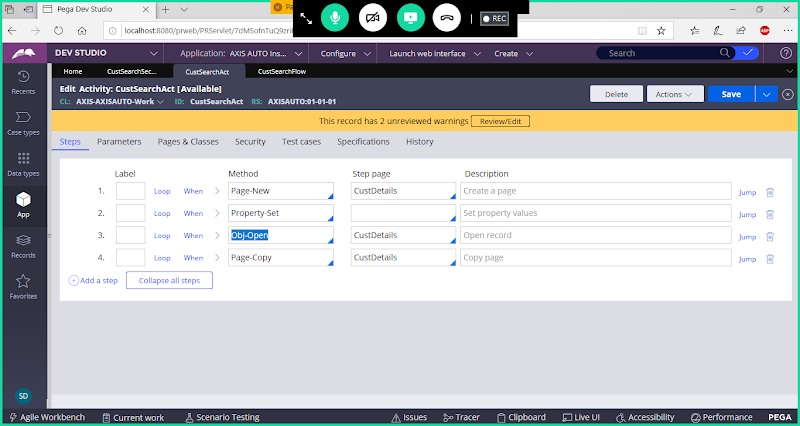 Pega Dev Studio
Pa
localhost:8080/prweb/PRServlet/7dMSofnTuQ9zri
REC
ABP
DEV STUDIO
Application: AXIS AUTO Ins...
Configure
Launch web interface
Create
Search
Recents
Case types
Data types
App
Records
Favorites
SD
Home
CustSearchSec...
CustSearchAct
CustSearchFlow
Edit Activity: CustSearchAct [Available]
CL: AXIS-AXISAUTO-Work ID: CustSearchAct RS: AXISAUTO:01-01-01
Delete
Actions
Save
This record has 2 unreviewed warnings Review/Edit
Steps Parameters Pages & Classes Security Test cases Specifications History
Label Method Step page Description
1. Loop When Page-New CustDetails Create a page Jump
2. Loop When Property-Set Set property values Jump
3. Loop When Obj-Open CustDetails Open record Jump
4. Loop When Page-Copy CustDetails Copy page Jump
Add a step Collapse all steps
Agile Workbench Current work Scenario Testing Issues Tracer Clipboard Live UI Accessibility Performance PEGA